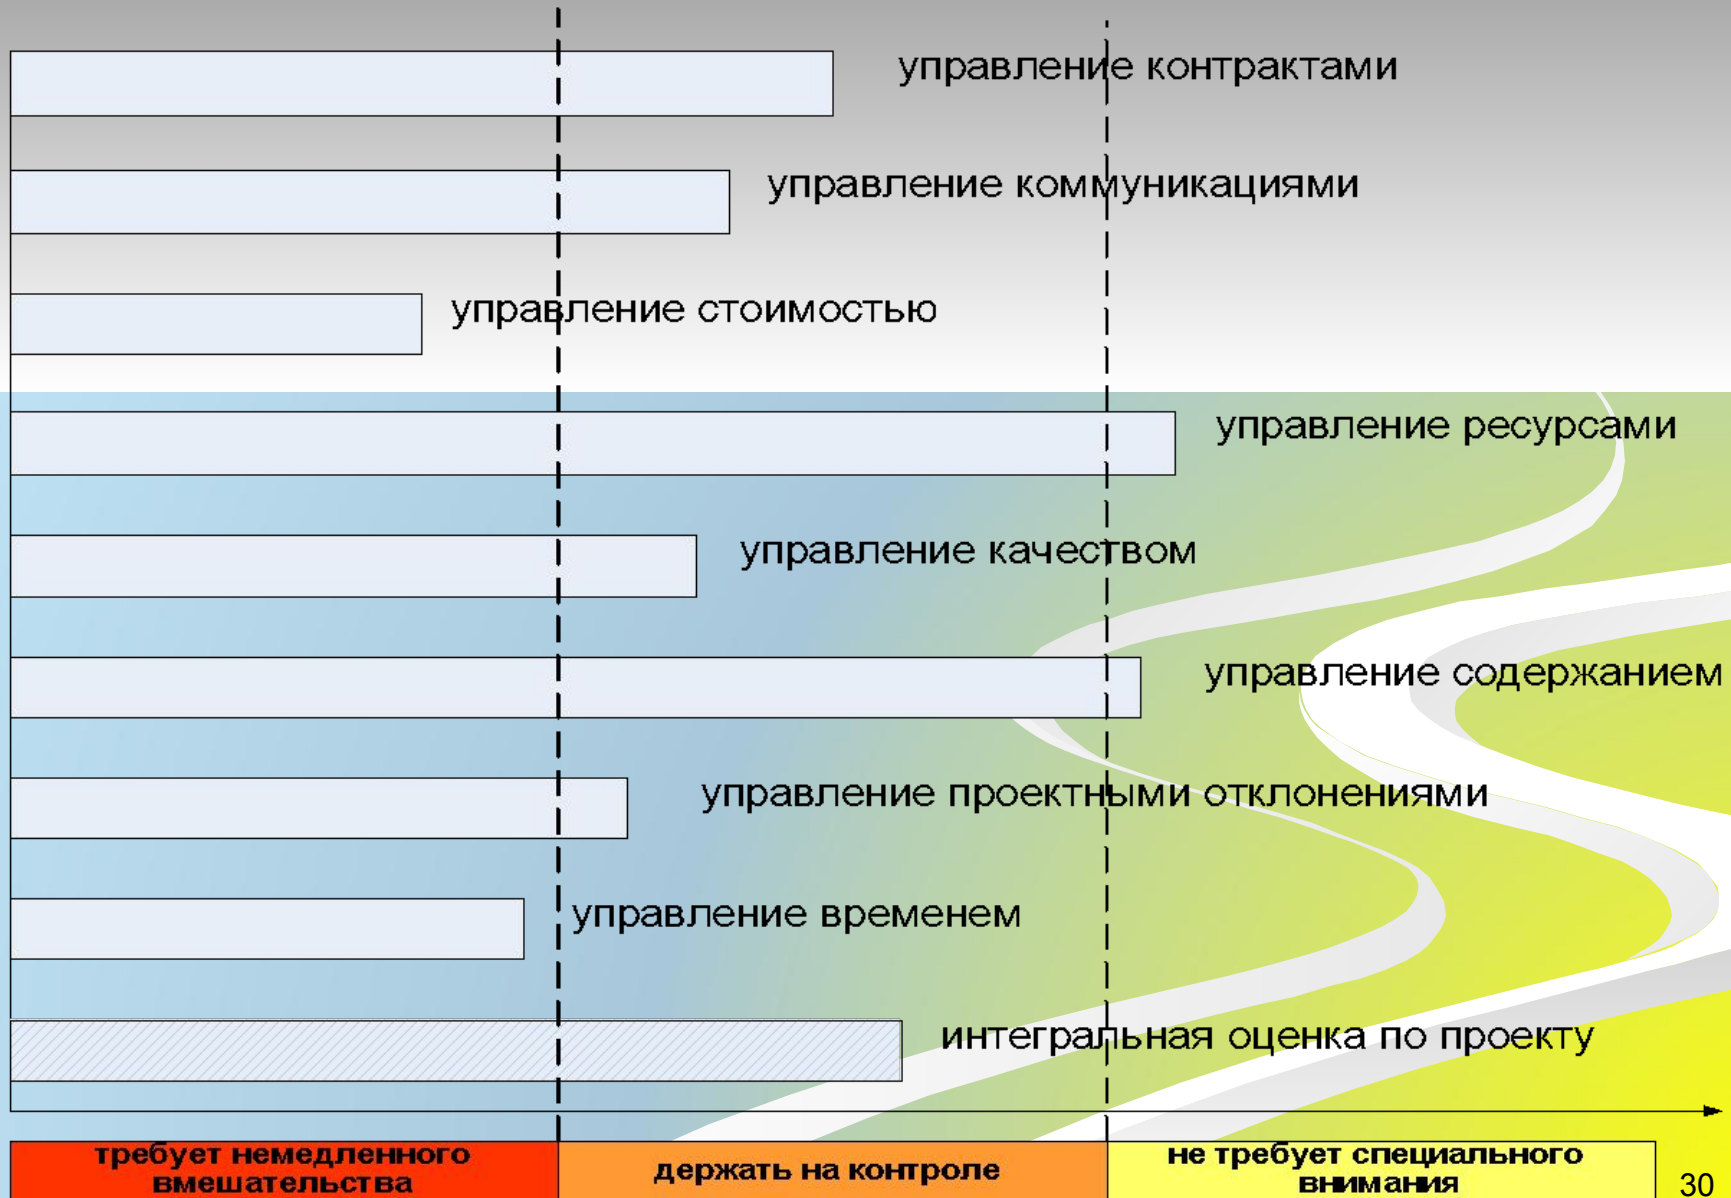 управление контрактами
управление коммуникациями
управление стоимостью
управление ресурсами
управление качеством
управление содержанием
управление проектными отклонениями
управление временем
интегральная оценка по проекту
требует немедленного
вмешательства
держать на контроле
не требует специального
внимания
30